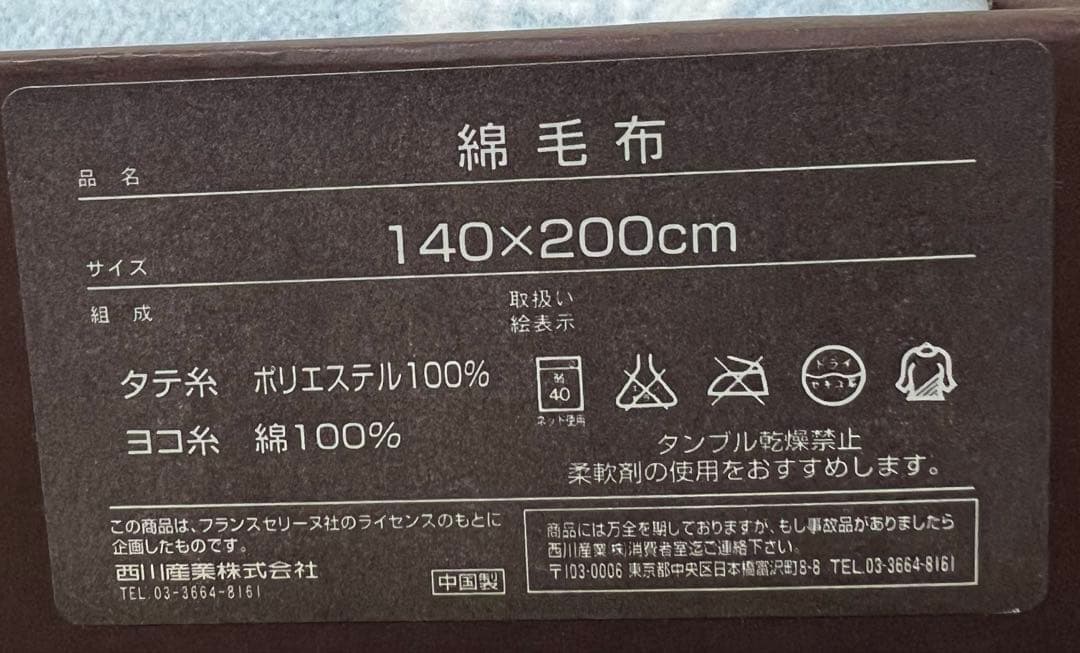 品名 綿毛布
サイズ 140×200cm
組成
取扱い
絵表示
タテ糸 ポリエステル100%
ヨコ糸 綿100%
40
ネット使用
ドライ
セキユ系
タンブル乾燥禁止
柔軟剤の使用をおすすめします。
この商品は、フランスセリーヌ社のライセンスのもとに
企画したものです。
西川産業株式会社
TEL.03-3664-8161
中国製
商品には万全を期しておりますが、もし事故品がありましたら
西川産業㈱消費者室迄ご連絡下さい。
〒103-0006 東京都中央区日本橋富沢町8-8 TEL.03-3664-8161